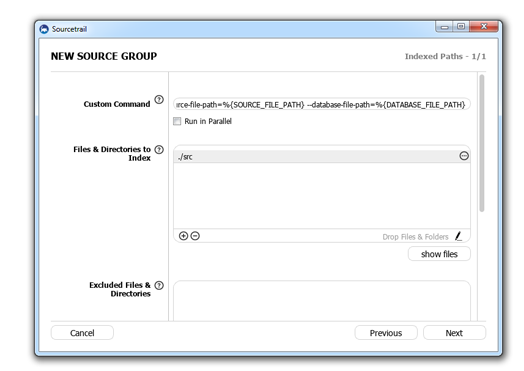 Sourcetrail
NEW SOURCE GROUP
Indexed Paths - 1/1
Custom Command
rce-file-path=%{SOURCE_FILE_PATH} --database-file-path=%{DATABASE_FILE_PATH}
Run in Parallel
Files & Directories to
Index
./src
Drop Files & Folders
show files
Excluded Files &
Directories
Cancel
Previous
Next